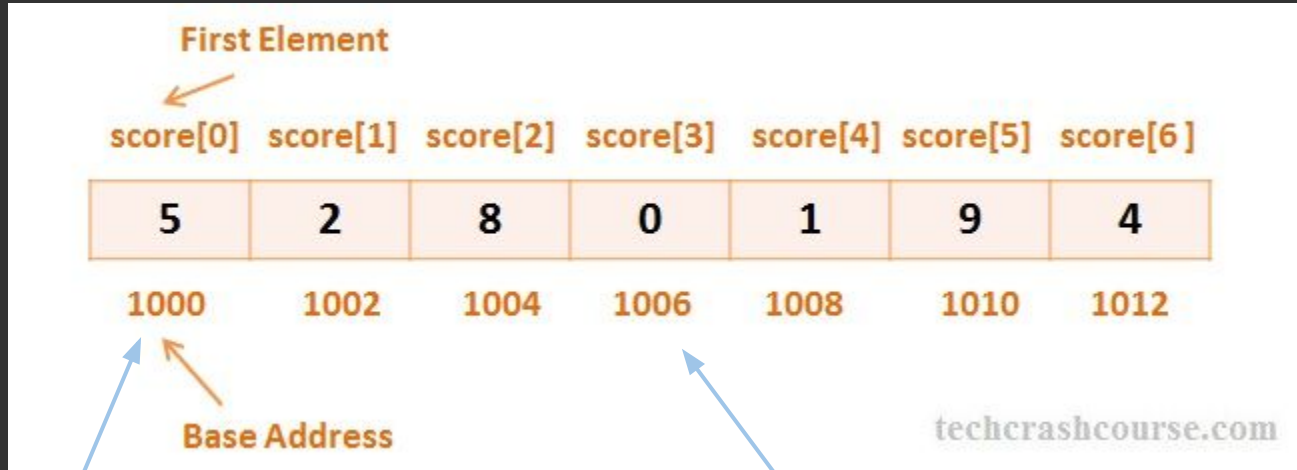 First Element
score[0] score[1] score[2] score[3] score[4] score[5] score[6]
5 2 8 0 1 9 4
1000 1002 1004 1006 1008 1010 1012
Base Address
techcrashcourse.com